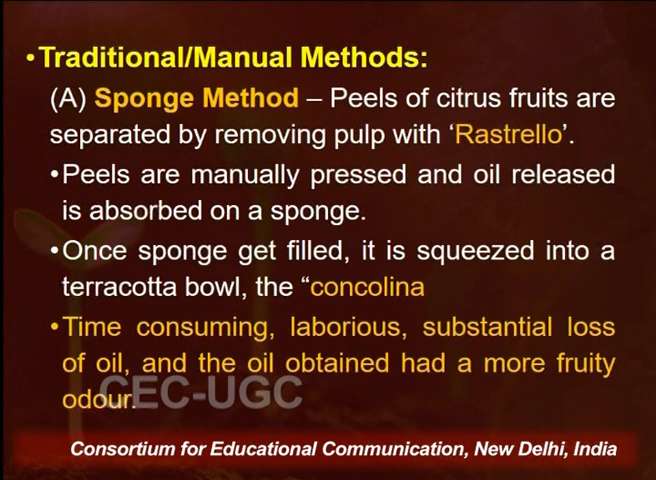 •Traditional/Manual Methods:
(A) Sponge Method – Peels of citrus fruits are
separated by removing pulp with ‘Rastrello’.
•Peels are manually pressed and oil released
is absorbed on a sponge.
•Once sponge get filled, it is squeezed into a
terracotta bowl, the “concolina
•Time consuming, laborious, substantial loss
of oil, and the oil obtained had a more fruity
odour.
CEC-UGC
Consortium for Educational Communication, New Delhi, India